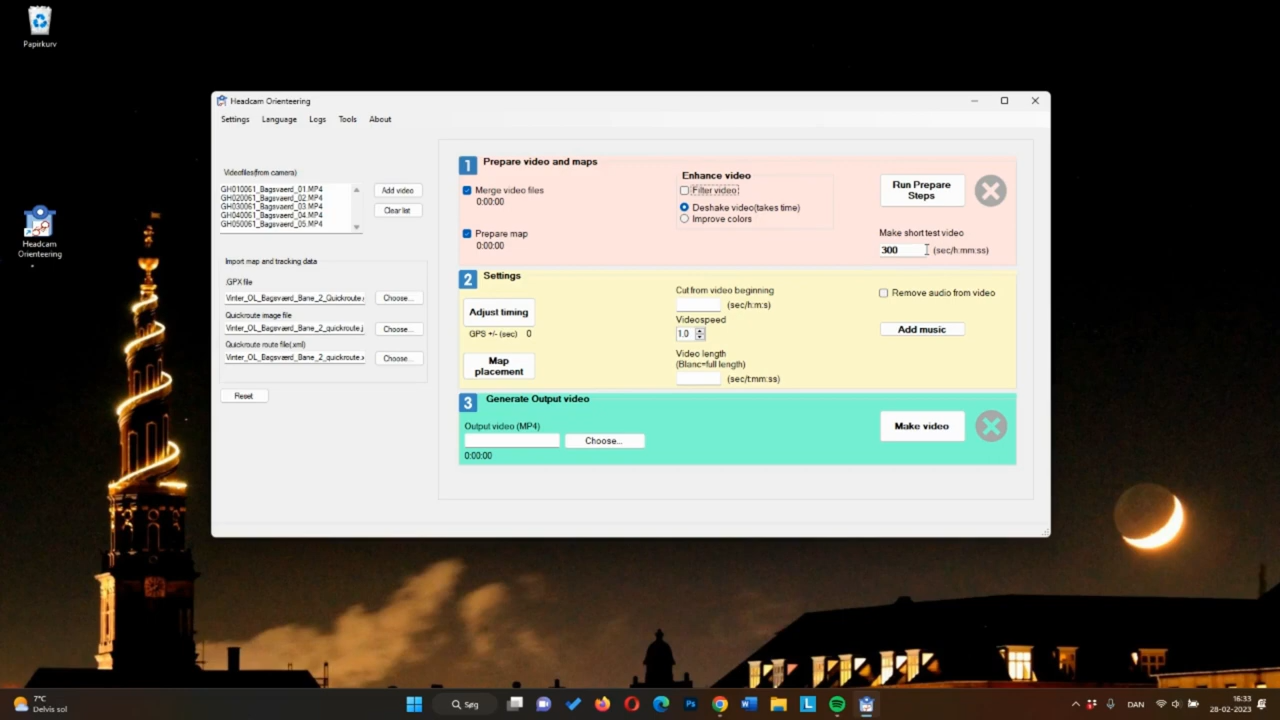 Papirkurv
Headcam
Orienteering
Headcam Orienteering
Settings Language Logs Tools About
Videofiles(from camera)
GH010061_Bagsvaerd_01.MP4
GH020061_Bagsvaerd_02.MP4
GH030061_Bagsvaerd_03.MP4
GH040061_Bagsvaerd_04.MP4
GH050061_Bagsvaerd_05.MP4
Add video
Clear list
Import map and tracking data
.GPX file
Vinter_OL_Bagsværd_Bane_2_Quickroute.
Choose...
Quickroute image file
Vinter_OL_Bagsværd_Bane_2_quickroute.j
Choose...
Quickroute route file(.xml)
Vinter_OL_Bagsværd_Bane_2_quickroute.x
Choose...
Reset
1 Prepare video and maps
Merge video files
0:00:00
Prepare map
0:00:00
Enhance video
Filter video
Deshake video(takes time)
Improve colors
Run Prepare
Steps
Make short test video
300 (sec/h:mm:ss)
2 Settings
Adjust timing
GPS +/- (sec) 0
Map
placement
Cut from video beginning
(sec/h:m:s)
Videospeed
1.0
Video length
(Blanc=full length)
(sec/t:mm:ss)
Remove audio from video
Add music
3 Generate Output video
Output video (MP4)
Choose...
0:00:00
Make video
7°C
Delvis sol
Søg
DAN
16:33
28-02-2023